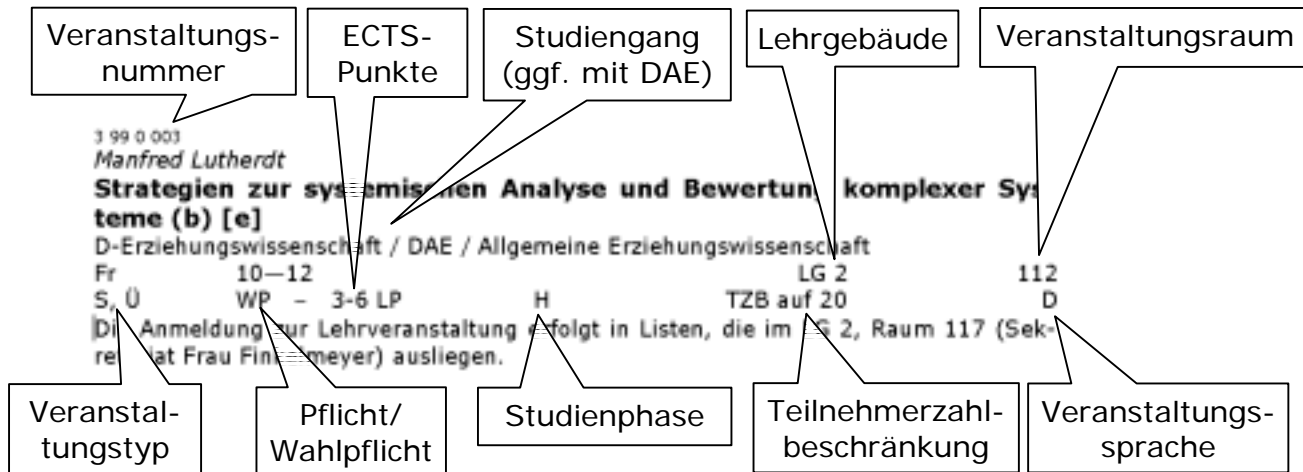 Veranstaltungs-
nummer
ECTS-
Punkte
Studiengang
(ggf. mit DAE)
Lehrgebäude
Veranstaltungsraum
3 99 0 003
Manfred Lutherdt
Strategien zur systemischen Analyse und Bewertung komplexer Sys-
teme (b) [e]
D-Erziehungswissenschaft / DAE / Allgemeine Erziehungswissenschaft
Fr 10—12 LG 2 112
S, Ü WP – 3-6 LP H TZB auf 20 D
Die Anmeldung zur Lehrveranstaltung erfolgt in Listen, die im LG 2, Raum 117 (Sek-
retariat Frau ) ausliegen.
Veranstal-
tungstyp
Pflicht/
Wahlpflicht
Studienphase
Teilnehmerzahl-
beschränkung
Veranstaltungs-
sprache